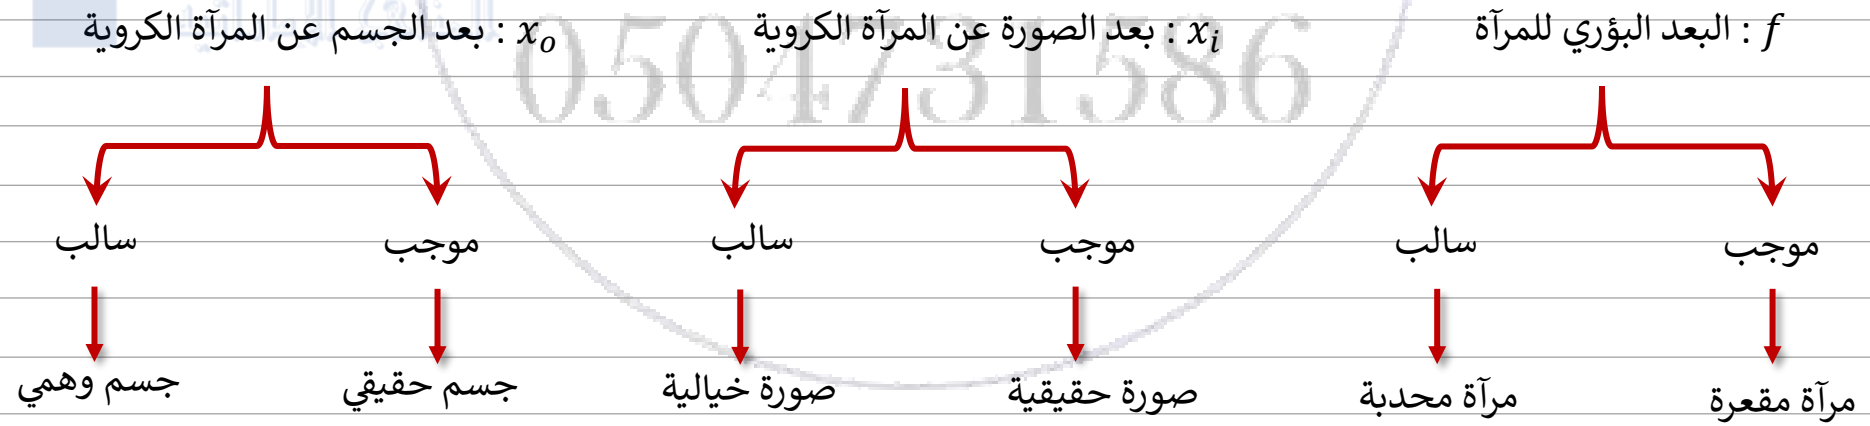 f : البعد البؤري للمرآة
x_i : بعد الصورة عن المرآة الكروية
x_o : بعد الجسم عن المرآة الكروية
0504731586
موجب
سالب
موجب
سالب
موجب
سالب
مرآة مقعرة
مرآة محدبة
صورة حقيقية
صورة خيالية
جسم حقيقي
جسم وهمي